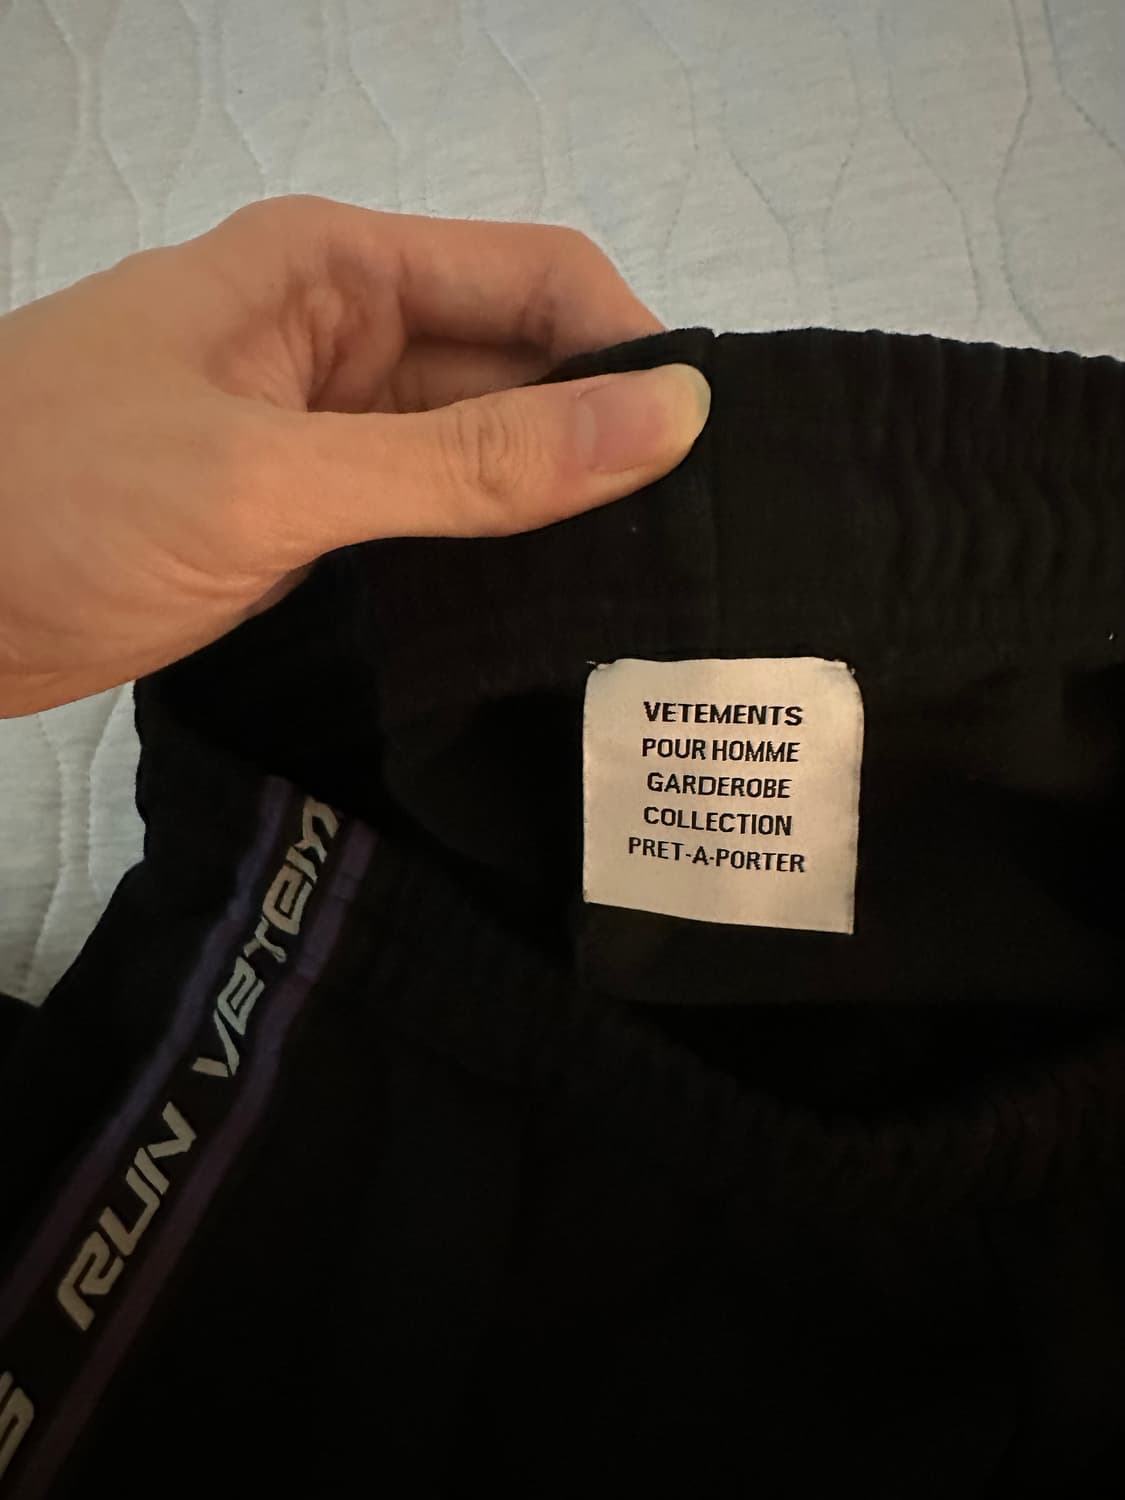 VETEMENTS
POUR HOMME
GARDEROBE
COLLECTION
PRET-A-PORTER
RUN